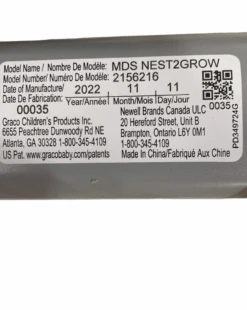 Model Name / Nombre De Modèle: MDS NEST2GROW
Model Number/ Numéro De Modèle: 2156216
Date of Manufacture/ 2022 11 11
Date De Fabrication: Year/Année/ Month/Mois/ Day/Jour
00035 Newell Brands Canada ULC 0035
Graco Children's Products Inc. 20 Hereford Street, Unit B
6655 Peachtree Dunwoody Rd NE Brampton, Ontario L6Y 0M1
Atlanta, GA 30328 1-800-345-4109 1-800-345-4109
US Pat. www.gracobaby.com/patents Made in China/Fabriqué Aux Chine
PD349724G